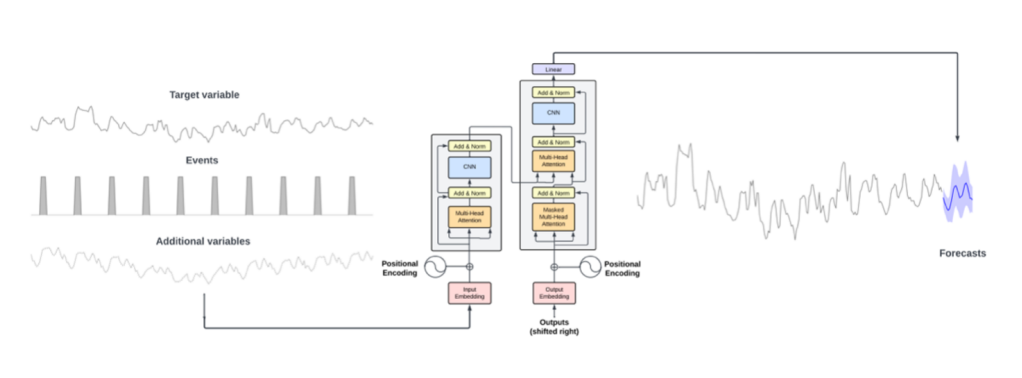 Target variable
Events
Additional variables
Add & Norm
CNN
Add & Norm
Multi-Head
Attention
Positional
Encoding
Input
Embedding
Linear
Add & Norm
CNN
Add & Norm
Multi-Head
Attention
Add & Norm
Masked
Multi-Head
Attention
Positional
Encoding
Output
Embedding
Outputs
(shifted right)
Forecasts